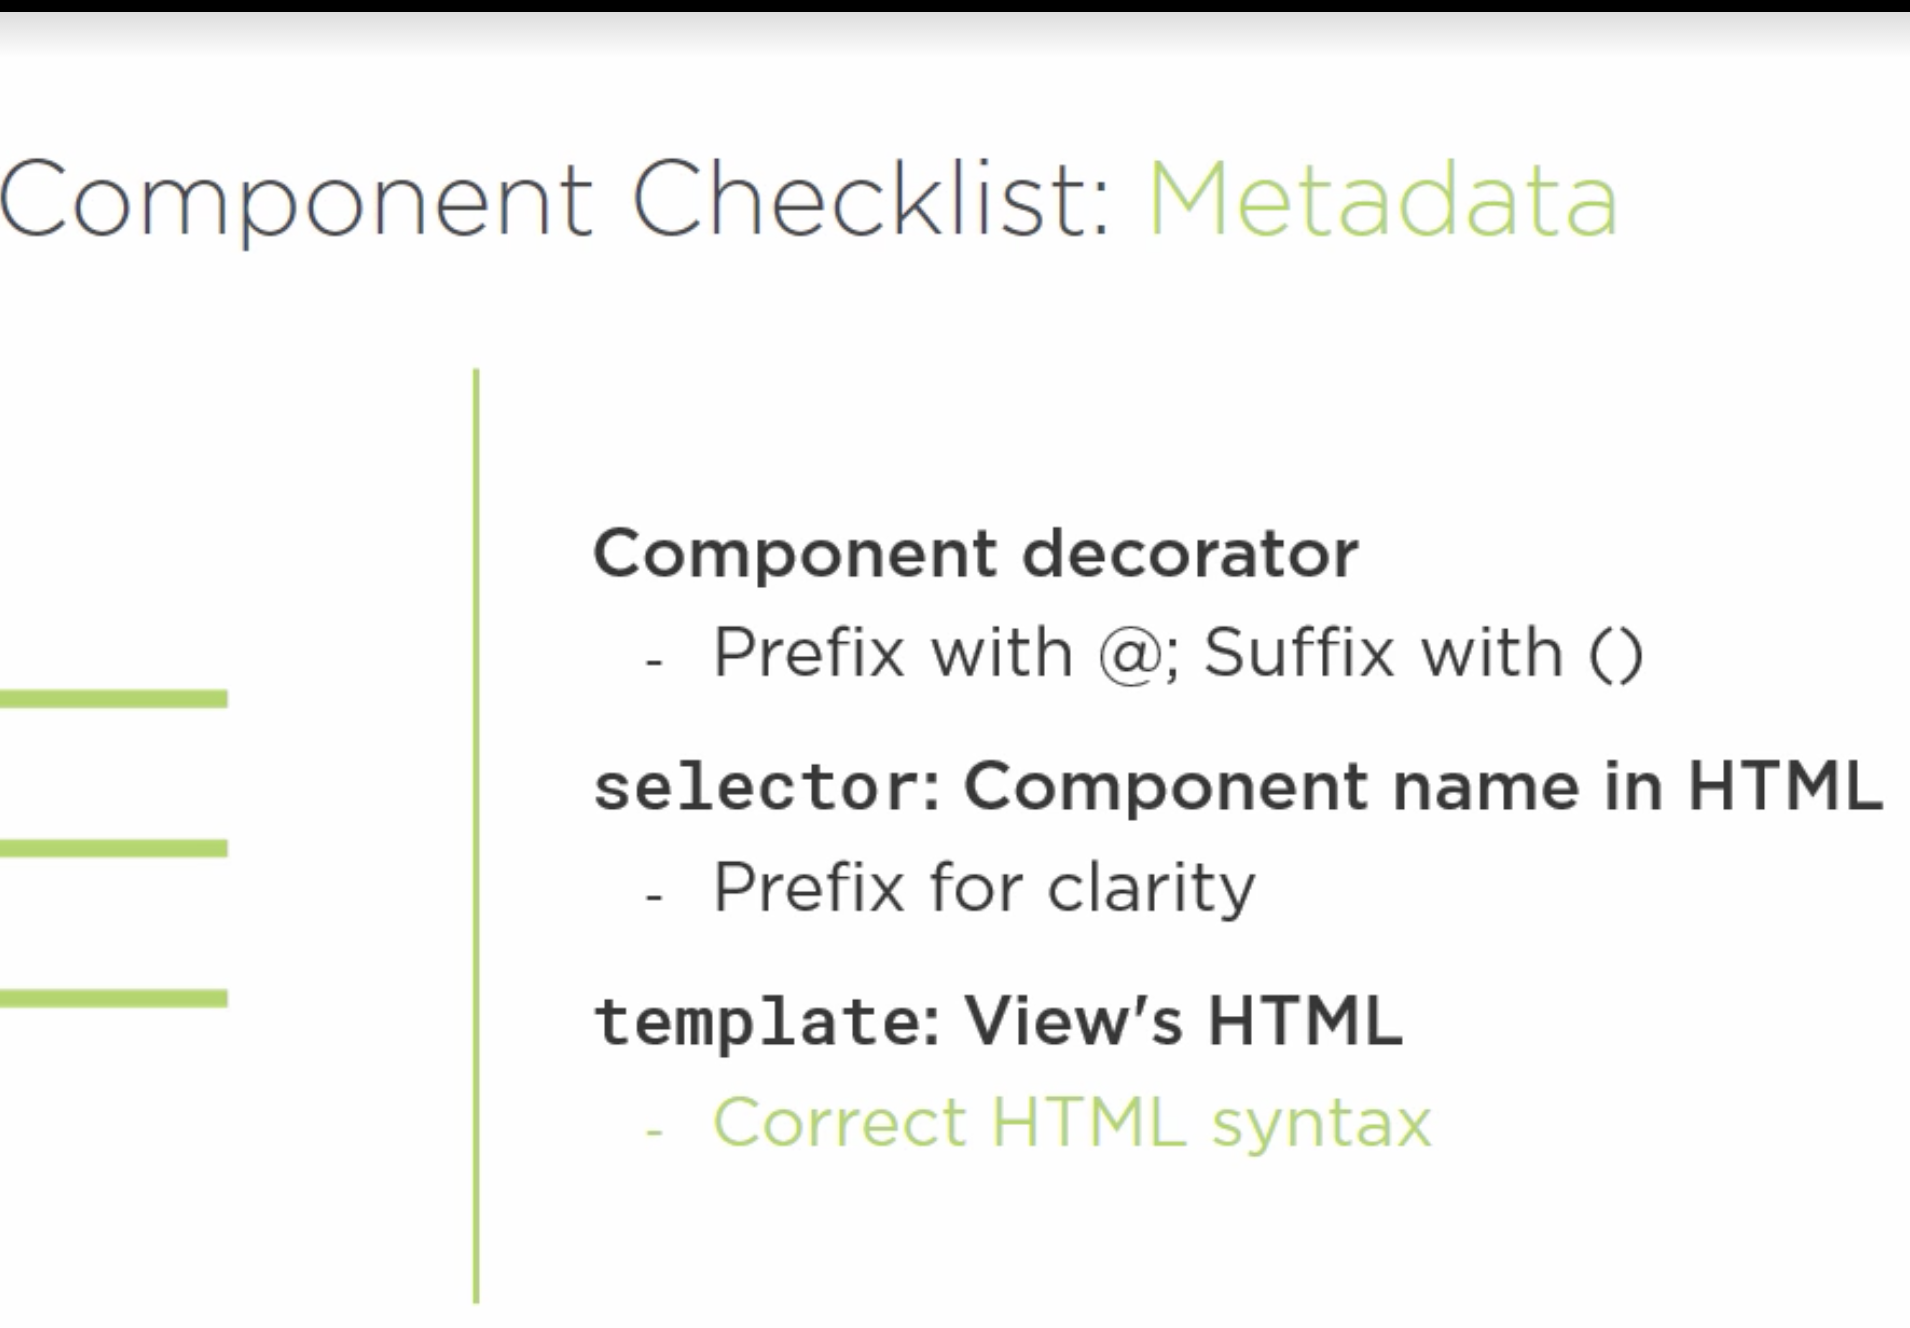 Component Checklist: Metadata
Component decorator
- Prefix with @; Suffix with ()
selector: Component name in HTML
- Prefix for clarity
template: View's HTML
- Correct HTML syntax